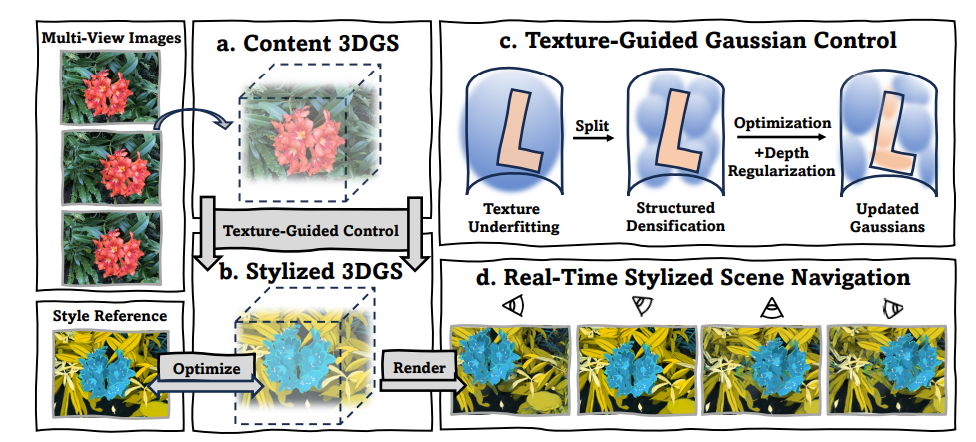 Multi-View Images
a. Content 3DGS
Texture-Guided Control
b. Stylized 3DGS
Style Reference
Optimize
Render
c. Texture-Guided Gaussian Control
L
Split
L
Optimization
+Depth
Regularization
L
Texture
Underfitting
Structured
Densification
Updated
Gaussians
d. Real-Time Stylized Scene Navigation